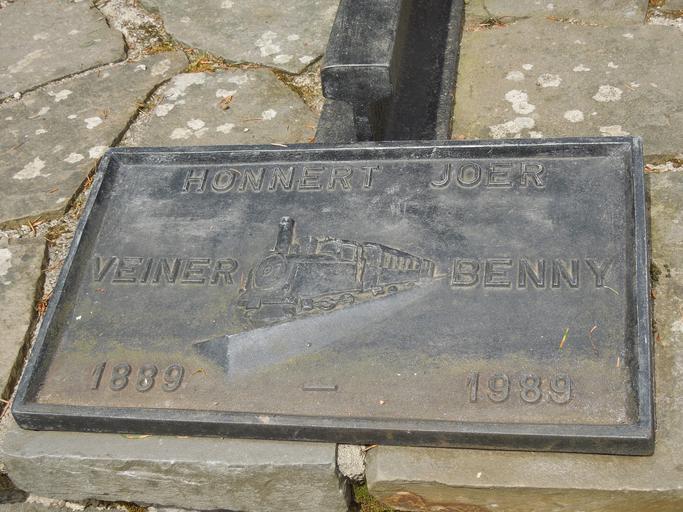 HONNERT JOER
VEINER BENNY
1889 — 1989